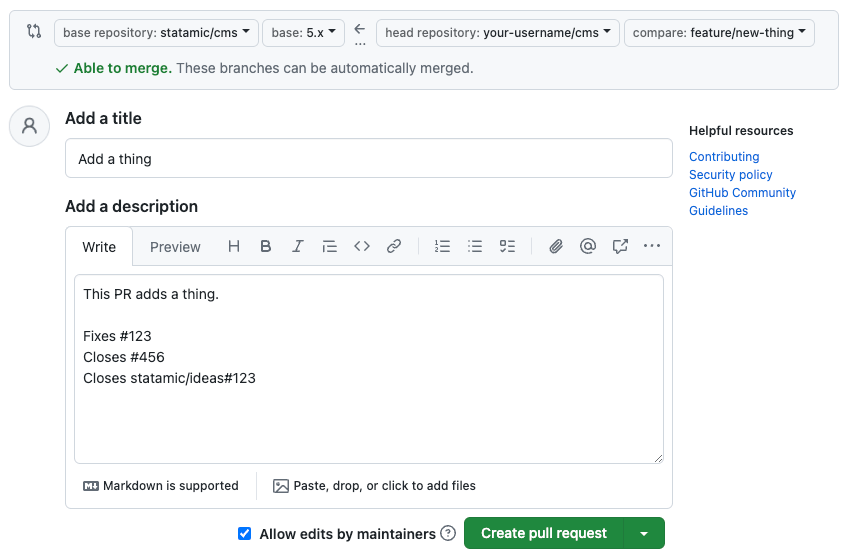 base repository: statamic/cms base: 5.x ... head repository: your-username/cms compare: feature/new-thing
Able to merge. These branches can be automatically merged.
Add a title
Add a thing
Helpful resources
Contributing
Security policy
GitHub Community
Guidelines
Add a description
Write Preview H B I
This PR adds a thing.
Fixes #123
Closes #456
Closes statamic/ideas#123
Markdown is supported Paste, drop, or click to add files
Allow edits by maintainers Create pull request